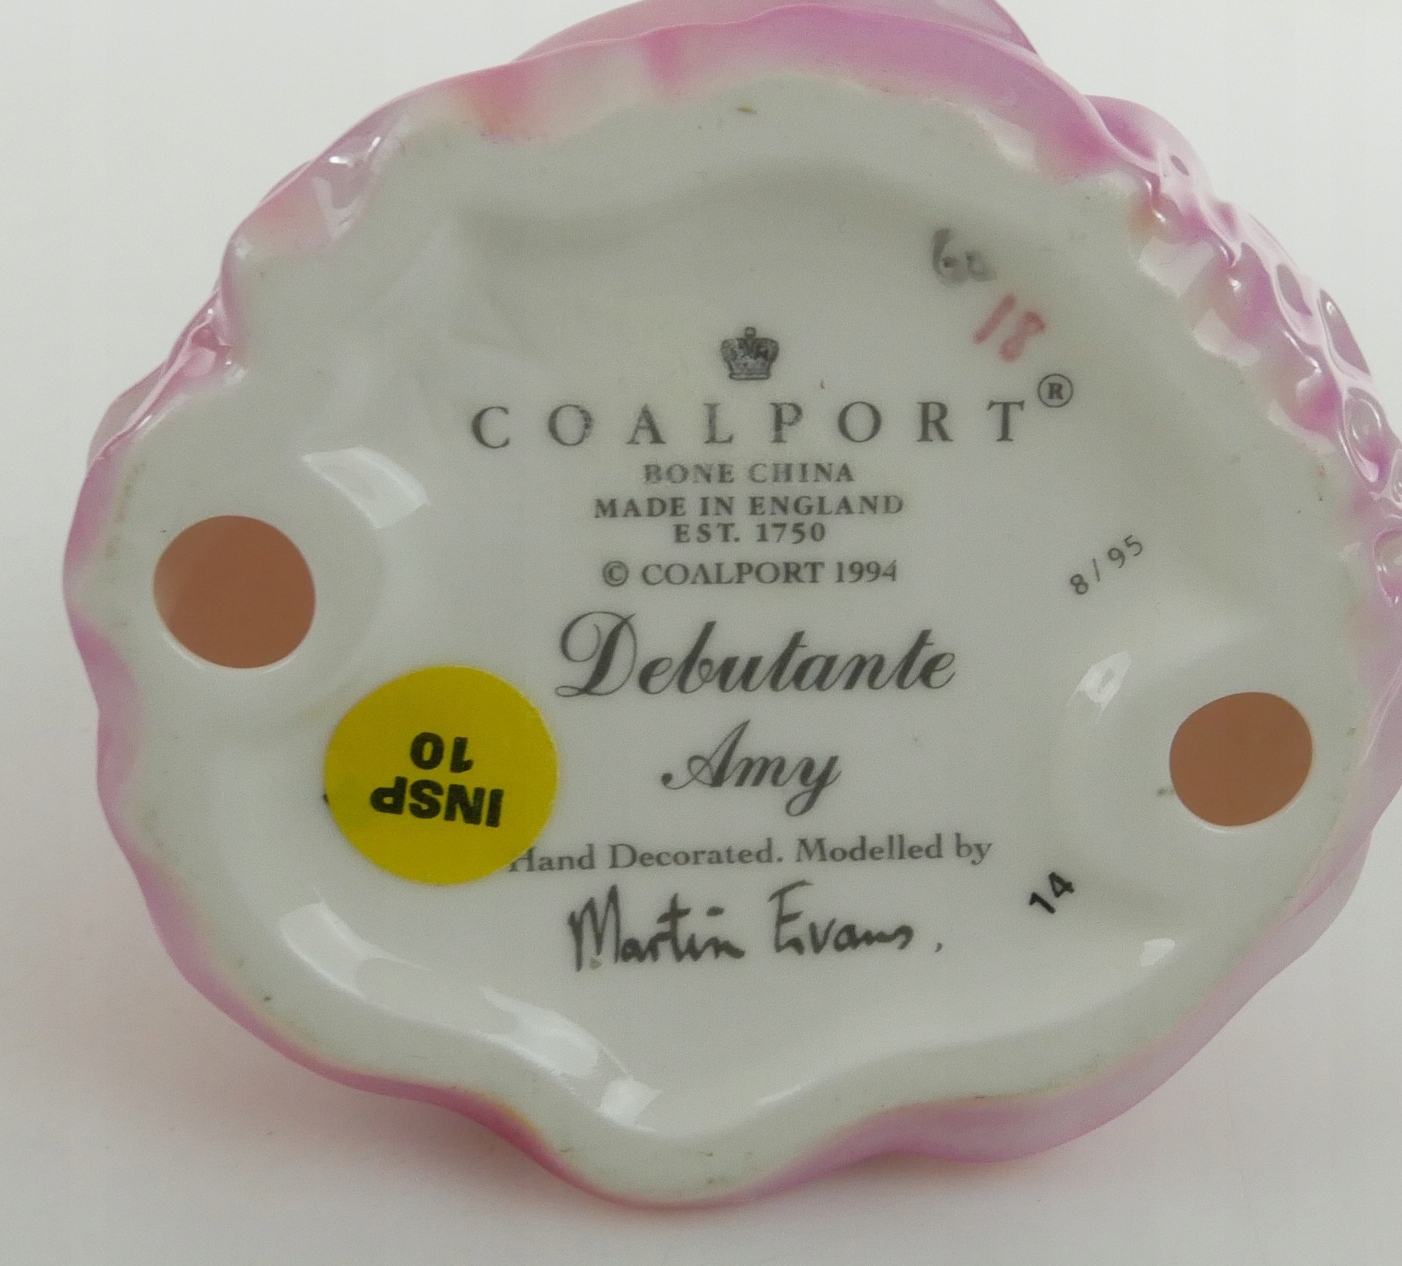 60
18
COALPORT®
BONE CHINA
MADE IN ENGLAND
EST. 1750
© COALPORT 1994
8/95
Debutante
Amy
INSP
10
Hand Decorated. Modelled by
Martin Evans.
14